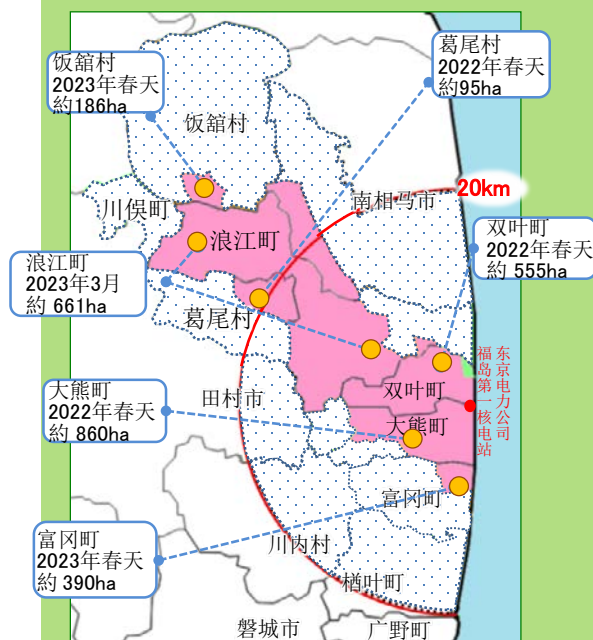 饭舘村
2023年春天
約186ha
葛尾村
2022年春天
約95ha
饭舘村
20km
南相马市
川俣町
浪江町
双叶町
2022年春天
約 555ha
浪江町
2023年3月
約 661ha
葛尾村
东京电力公司
福岛第一核电站
大熊町
2022年春天
約 860ha
田村市
双叶町
大熊町
富冈町
富冈町
2023年春天
約 390ha
川内村
楢叶町
磐城市
广野町